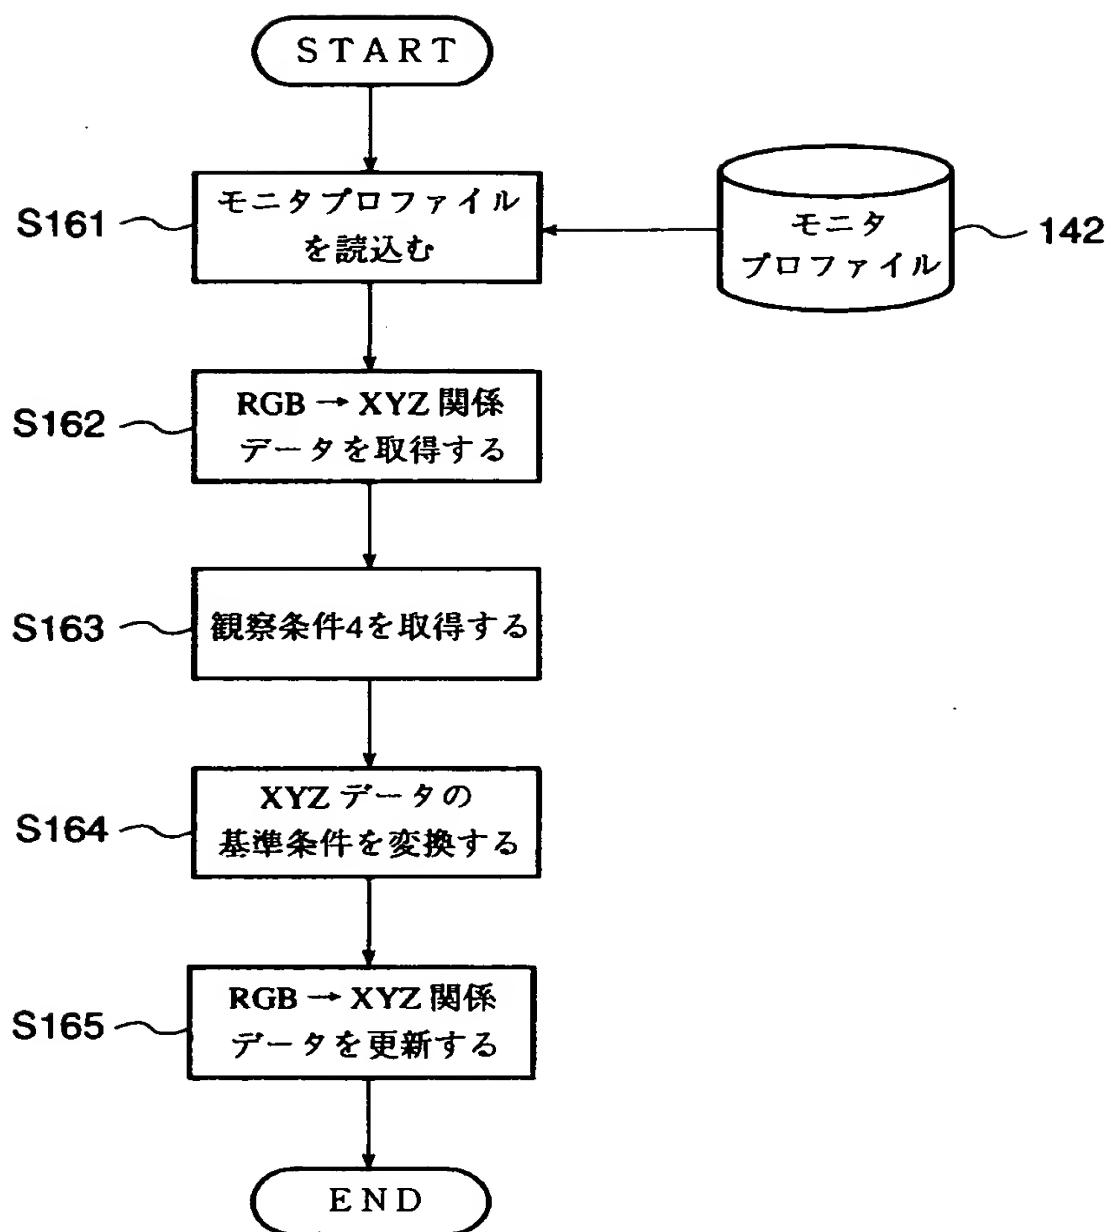 START
S161
モニタプロファイル
を読込む
モニタ
プロファイル
142
S162
RGB → XYZ 関係
データを取得する
S163
観察条件4を取得する
S164
XYZ データの
基準条件を変換する
S165
RGB → XYZ 関係
データを更新する
END